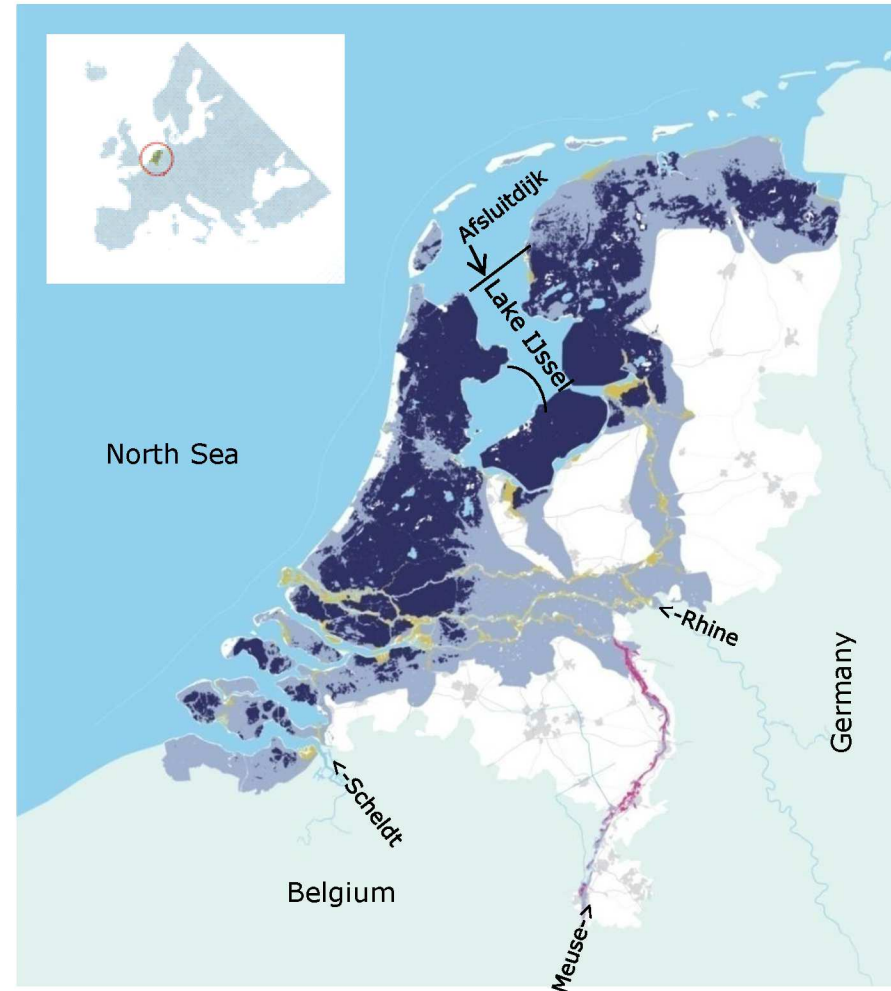 Afsluitdijk
Lake IJssel
North Sea
<-Rhine
Germany
<-Scheldt
Belgium
Meuse->